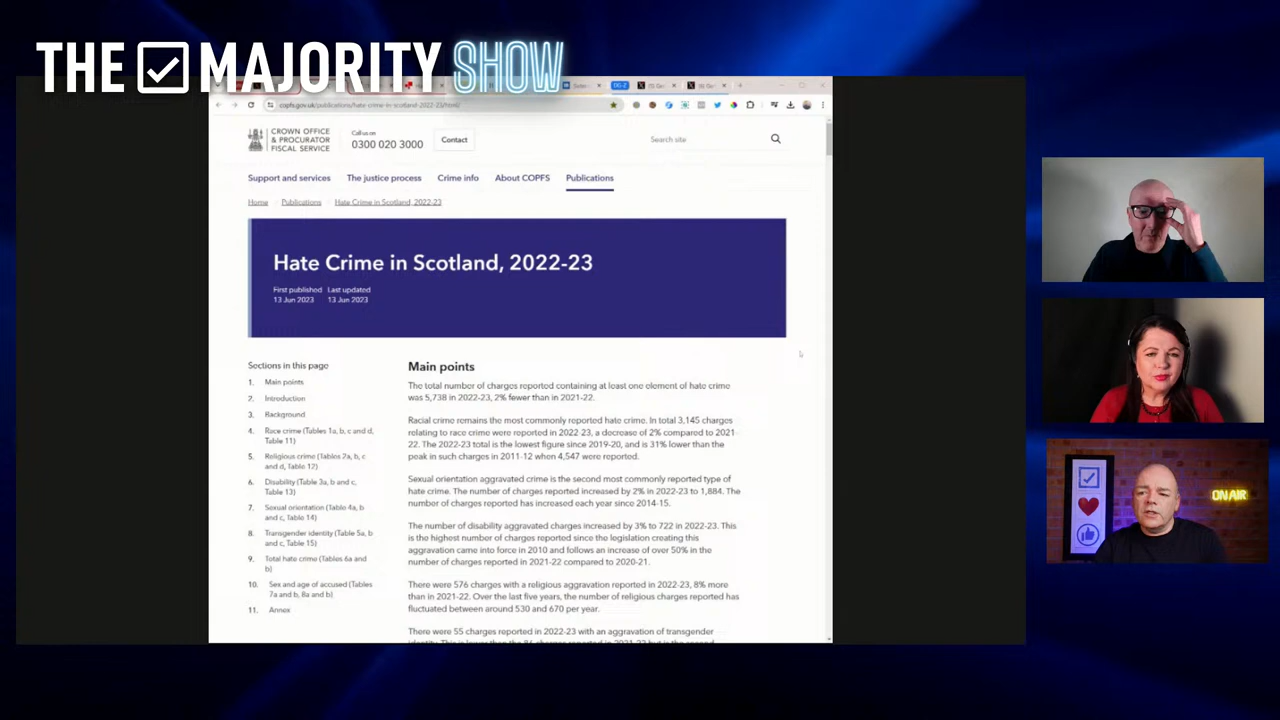 THE MAJORITY SHOW
copfs.gov.uk/publications/hate-crime-in-scotland-2022-23/html/
CROWN OFFICE
& PROCURATOR
FISCAL SERVICE
Call us on
0300 020 3000
Contact
Search site
Support and services
The justice process
Crime info
About COPFS
Publications
Home
Publications
Hate Crime in Scotland, 2022-23
Hate Crime in Scotland, 2022-23
First published
13 Jun 2023
Last updated
13 Jun 2023
Sections in this page
1. Main points
2. Introduction
3. Background
4. Race crime (Tables 1a, b, c and d,
Table 11)
5. Religious crime (Tables 2a, b, c
and d, Table 12)
6. Disability (Table 3a, b and c,
Table 13)
7. Sexual orientation (Table 4a, b
and c, Table 14)
8. Transgender identity (Table 5a, b
and c, Table 15)
9. Total hate crime (Tables 6a and
b)
10. Sex and age of accused (Tables
7a and b, 8a and b)
11. Annex
Main points
The total number of charges reported containing at least one element of hate crime
was 5,738 in 2022-23, 2% fewer than in 2021-22.
Racial crime remains the most commonly reported hate crime. In total 3,145 charges
relating to race crime were reported in 2022-23, a decrease of 2% compared to 2021-
22. The 2022-23 total is the lowest figure since 2019-20, and is 31% lower than the
peak in such charges in 2011-12 when 4,547 were reported.
Sexual orientation aggravated crime is the second most commonly reported type of
hate crime. The number of charges reported increased by 2% in 2022-23 to 1,884. The
number of charges reported has increased each year since 2014-15.
The number of disability aggravated charges increased by 3% to 722 in 2022-23. This
is the highest number of charges reported since the legislation creating this
aggravation came into force in 2010 and follows an increase of over 50% in the
number of charges reported in 2021-22 compared to 2020-21.
There were 576 charges with a religious aggravation reported in 2022-23, 8% more
than in 2021-22. Over the last five years, the number of religious charges reported has
fluctuated between around 530 and 670 per year.
There were 55 charges reported in 2022-23 with an aggravation of transgender
ON AIR